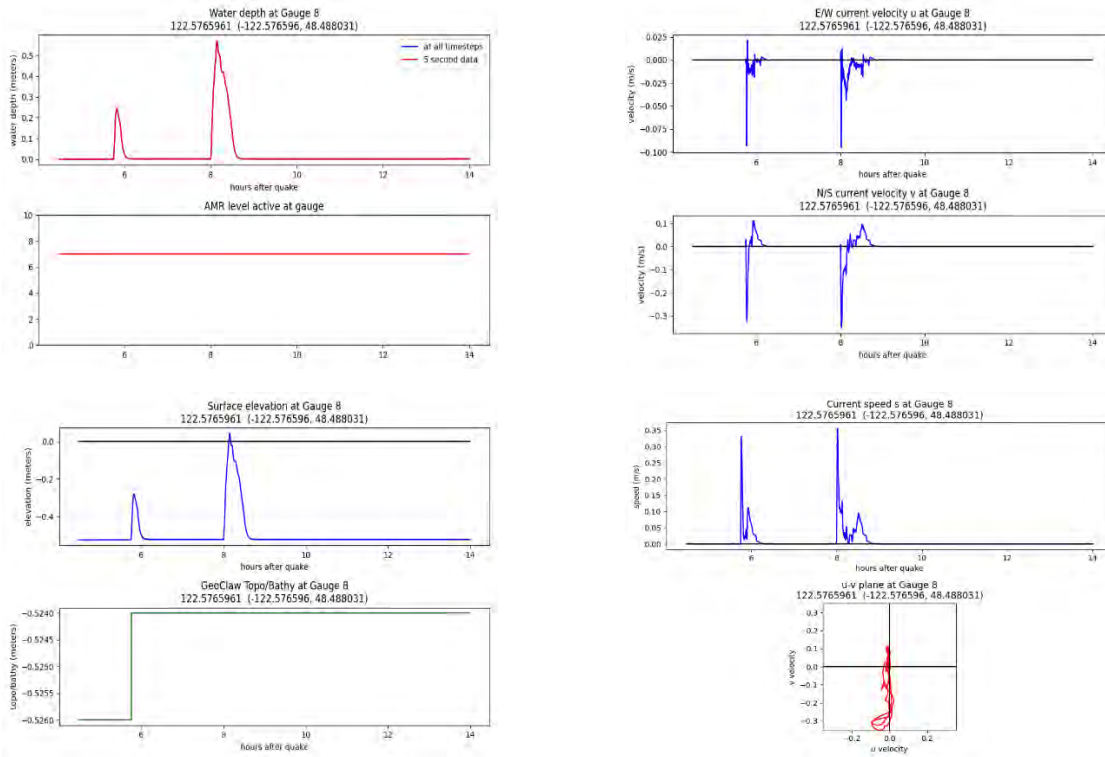 Water depth at Gauge 8
122.5765961 (-122.576596, 48.488031)
at all timesteps
5 second data
water depth (meters)
0.5
0.4
0.3
0.2
0.1
0.0
6 8 10 12 14
hours after quake
AMR level active at gauge
10
8
6
4
2
0
6 8 10 12 14
hours after quake
Surface elevation at Gauge 8
122.5765961 (-122.576596, 48.488031)
elevation (meters)
0.0
−0.2
−0.4
6 8 10 12 14
hours after quake
GeoClaw Topo/Bathy at Gauge 8
122.5765961 (-122.576596, 48.488031)
topo/bathy (meters)
−0.5240
−0.5245
−0.5250
−0.5255
−0.5260
6 8 10 12 14
hours after quake
E/W current velocity u at Gauge 8
122.5765961 (-122.576596, 48.488031)
velocity (m/s)
0.025
0.000
−0.025
−0.050
−0.075
−0.100
6 8 10 12 14
hours after quake
N/S current velocity v at Gauge 8
122.5765961 (-122.576596, 48.488031)
velocity (m/s)
0.1
0.0
−0.1
−0.2
−0.3
6 8 10 12 14
hours after quake
Current speed s at Gauge 8
122.5765961 (-122.576596, 48.488031)
speed (m/s)
0.35
0.30
0.25
0.20
0.15
0.10
0.05
0.00
6 8 10 12 14
hours after quake
u-v plane at Gauge 8
122.5765961 (-122.576596, 48.488031)
v velocity
0.3
0.2
0.1
0.0
−0.1
−0.2
−0.3
−0.2 0.0 0.2
u velocity